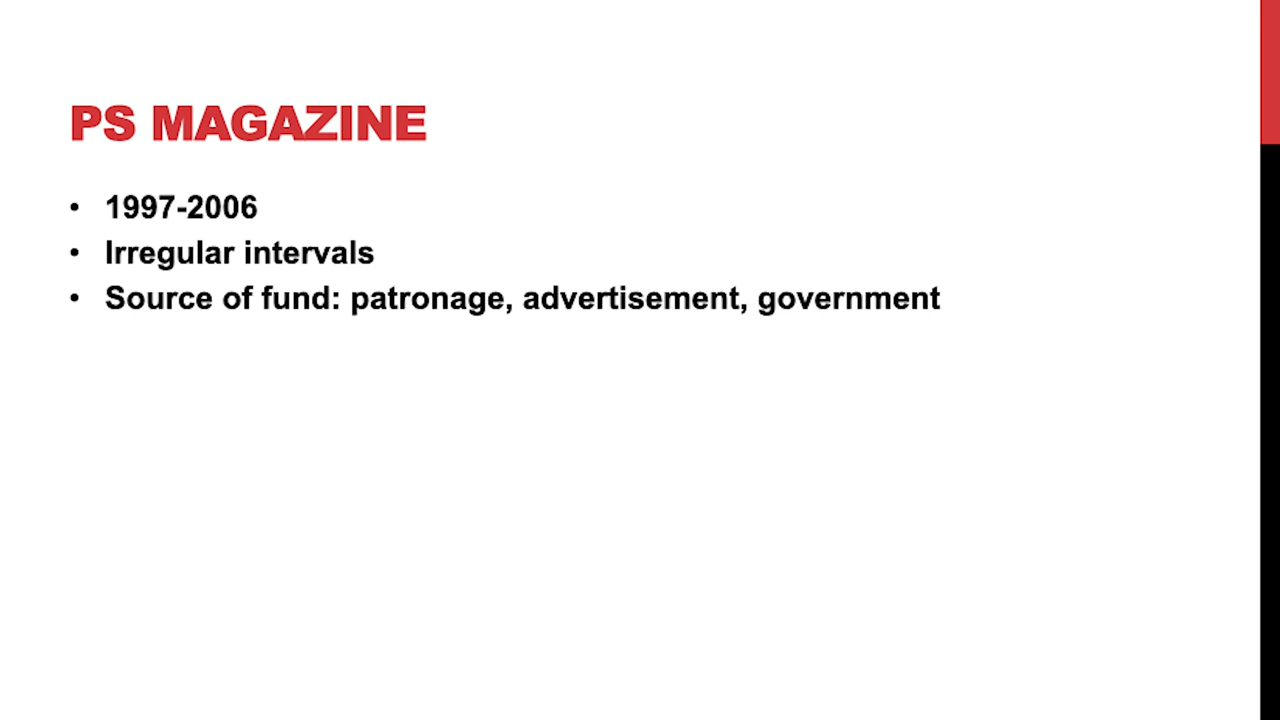 PS MAGAZINE
• 1997-2006
• Irregular intervals
• Source of fund: patronage, advertisement, government